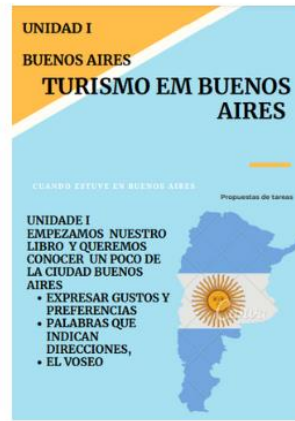 UNIDAD I
BUENOS AIRES
TURISMO EM BUENOS
AIRES
CUANDO ESTUVE EN BUENOS AIRES
Propuestas de tareas
UNIDADE I
EMPEZAMOS NUESTRO
LIBRO Y QUEREMOS
CONOCER UN POCO DE
LA CIUDAD BUENOS
AIRES
• EXPRESAR GUSTOS Y
PREFERENCIAS
• PALABRAS QUE
INDICAN
DIRECCIONES,
• EL VOSEO